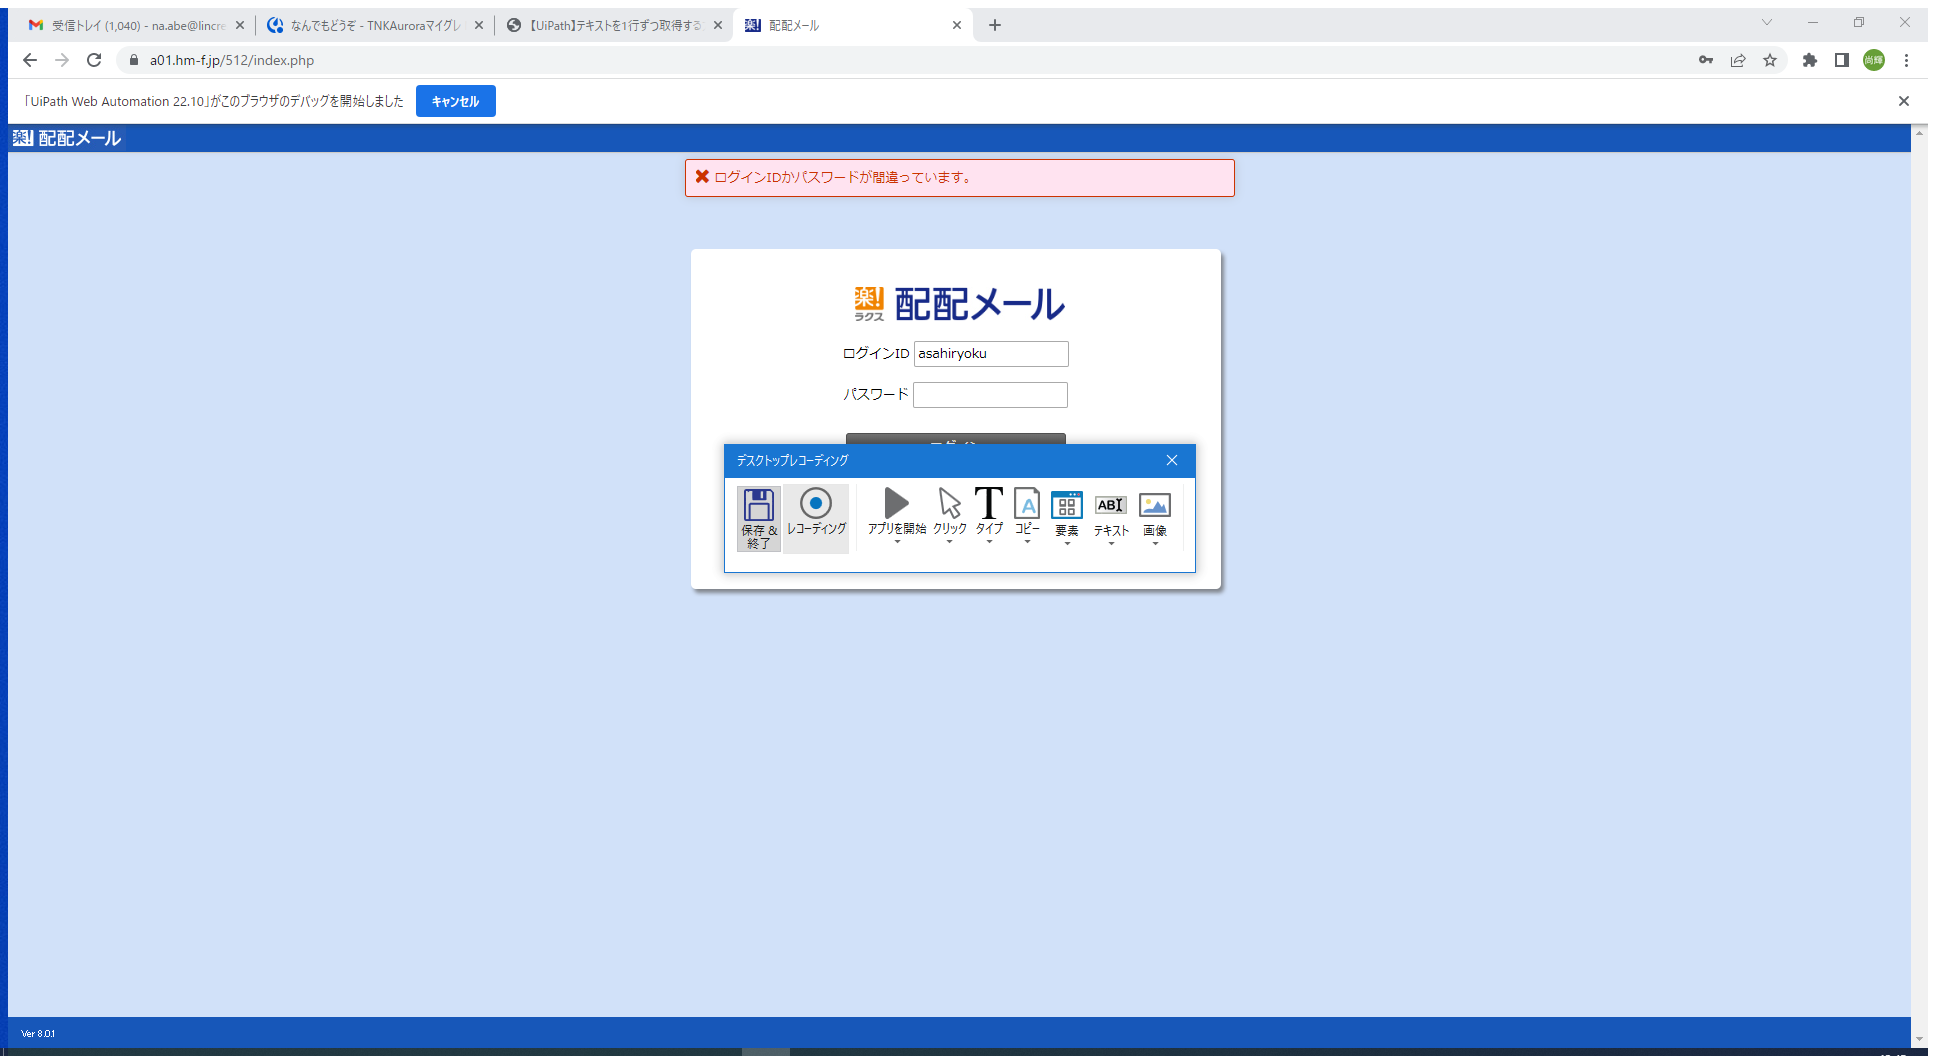 受信トレイ (1,040) - na.abe@lincre
なんでもどうぞ - TNKAuroraマイグレ
【UiPath】テキストを1行ずつ取得する
配配メール
a01.hm-f.jp/512/index.php
尚輝
「UiPath Web Automation 22.10」がこのブラウザのデバッグを開始しました
キャンセル
楽! 配配メール
ログインIDかパスワードが間違っています。
楽! ラクス 配配メール
ログインID asahiryoku
パスワード
ログイン
デスクトップレコーディング
保存 & 終了
レコーディング
アプリを開始
クリック
タイプ
コピー
要素
テキスト
画像
Ver 8.0.1